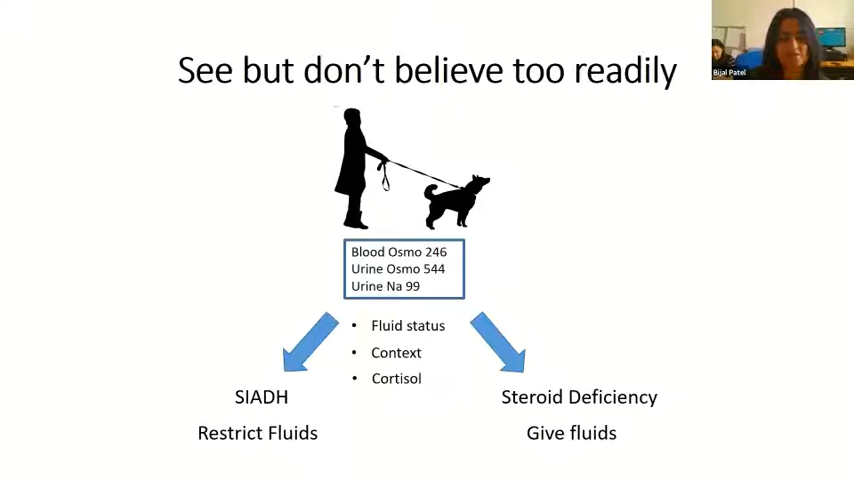 See but don't believe too readily
Bijal Patel
Blood Osmo 246
Urine Osmo 544
Urine Na 99
• Fluid status
• Context
• Cortisol
SIADH
Restrict Fluids
Steroid Deficiency
Give fluids